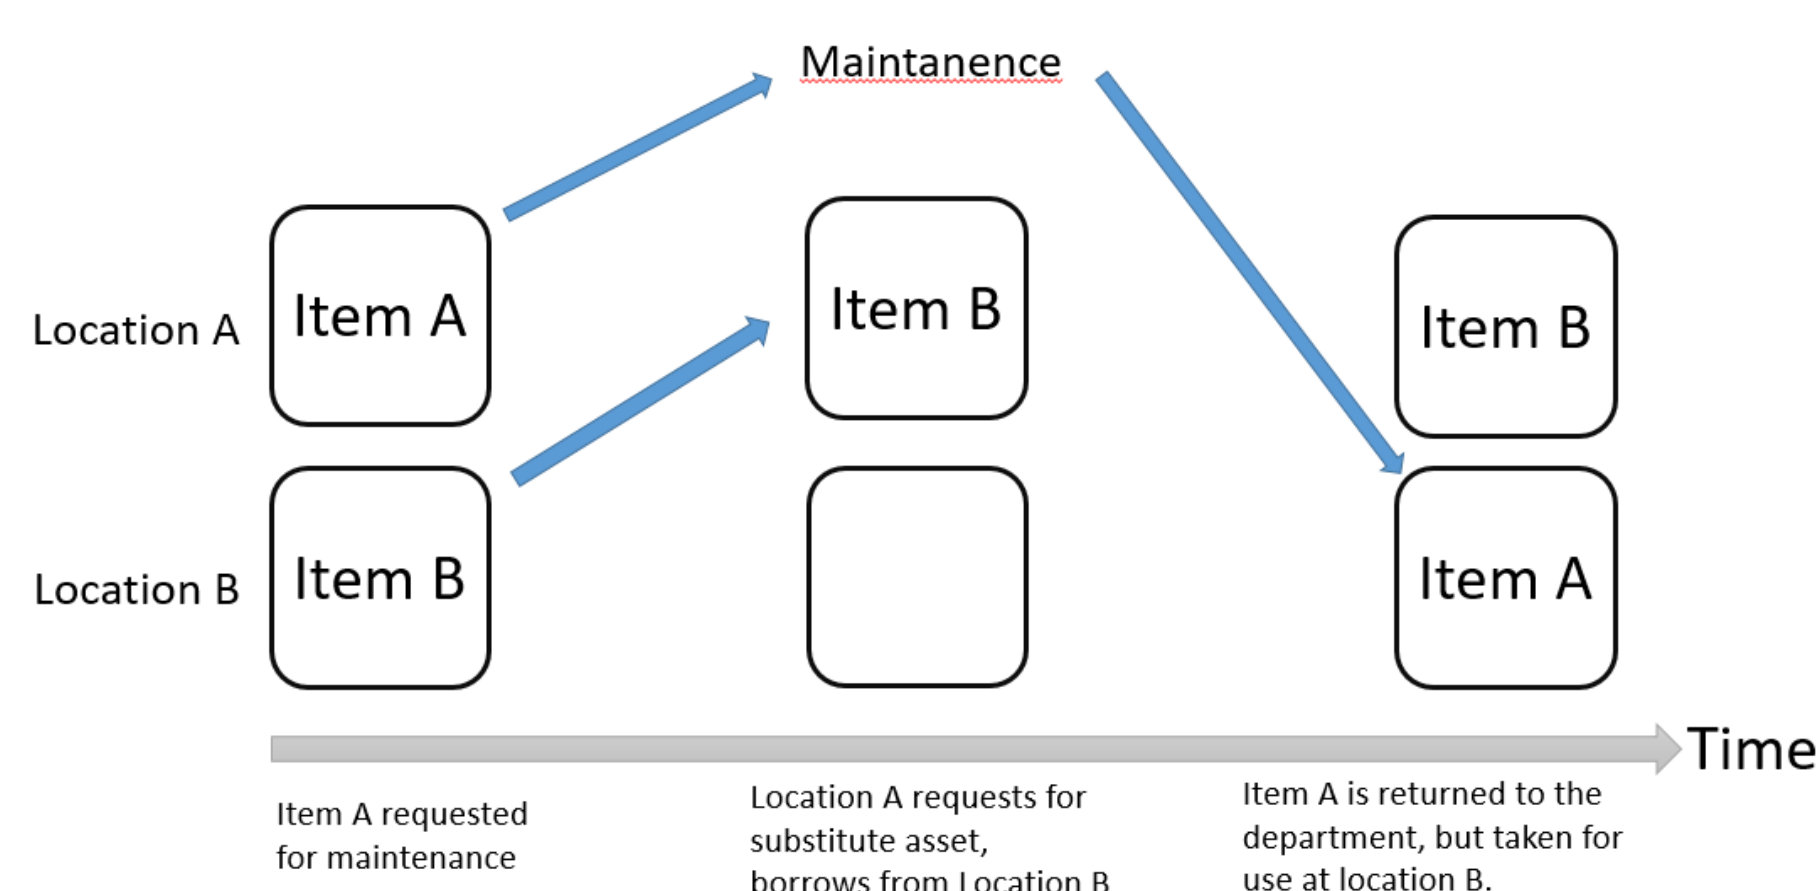 Maintanence
Location A
Item A
Item B
Item B
Location B
Item B
Item A
Time
Item A requested
for maintenance
Location A requests for
substitute asset,
borrows from Location B
Item A is returned to the
department, but taken for
use at location B.